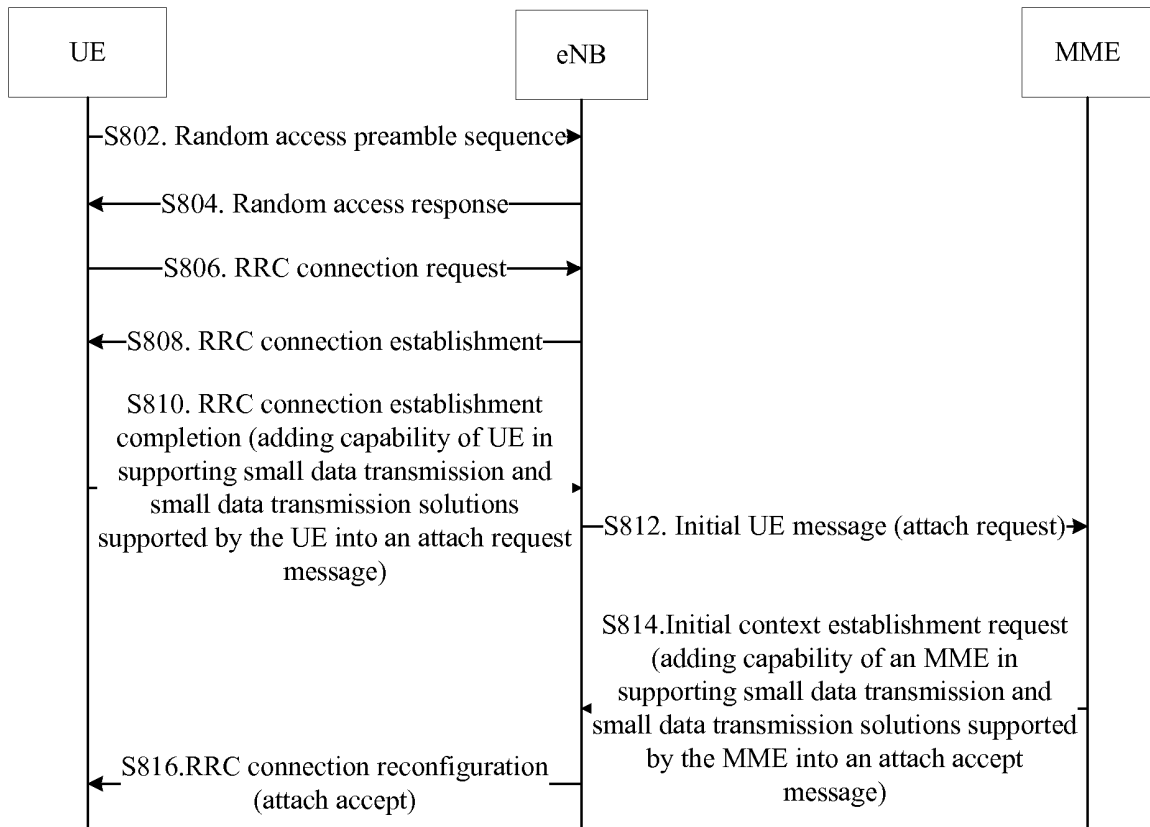 UE
eNB
MME
S802. Random access preamble sequence
S804. Random access response
S806. RRC connection request
S808. RRC connection establishment
S810. RRC connection establishment
completion (adding capability of UE in
supporting small data transmission and
small data transmission solutions
supported by the UE into an attach request
message)
S812. Initial UE message (attach request)
S814.Initial context establishment request
(adding capability of an MME in
supporting small data transmission and
small data transmission solutions supported
by the MME into an attach accept
message)
S816.RRC connection reconfiguration
(attach accept)